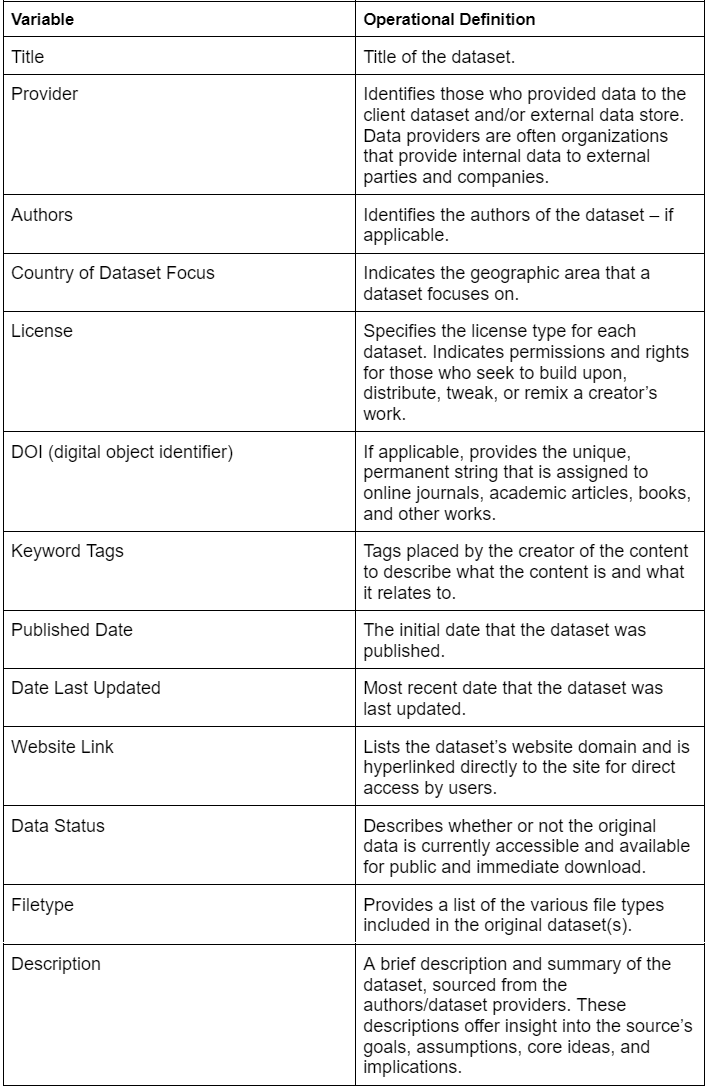 Variable
Operational Definition
Title
Title of the dataset.
Provider
Identifies those who provided data to the
client dataset and/or external data store.
Data providers are often organizations
that provide internal data to external
parties and companies.
Authors
Identifies the authors of the dataset – if
applicable.
Country of Dataset Focus
Indicates the geographic area that a
dataset focuses on.
License
Specifies the license type for each
dataset. Indicates permissions and rights
for those who seek to build upon,
distribute, tweak, or remix a creator’s
work.
DOI (digital object identifier)
If applicable, provides the unique,
permanent string that is assigned to
online journals, academic articles, books,
and other works.
Keyword Tags
Tags placed by the creator of the content
to describe what the content is and what
it relates to.
Published Date
The initial date that the dataset was
published.
Date Last Updated
Most recent date that the dataset was
last updated.
Website Link
Lists the dataset’s website domain and is
hyperlinked directly to the site for direct
access by users.
Data Status
Describes whether or not the original
data is currently accessible and available
for public and immediate download.
Filetype
Provides a list of the various file types
included in the original dataset(s).
Description
A brief description and summary of the
dataset, sourced from the
authors/dataset providers. These
descriptions offer insight into the source’s
goals, assumptions, core ideas, and
implications.